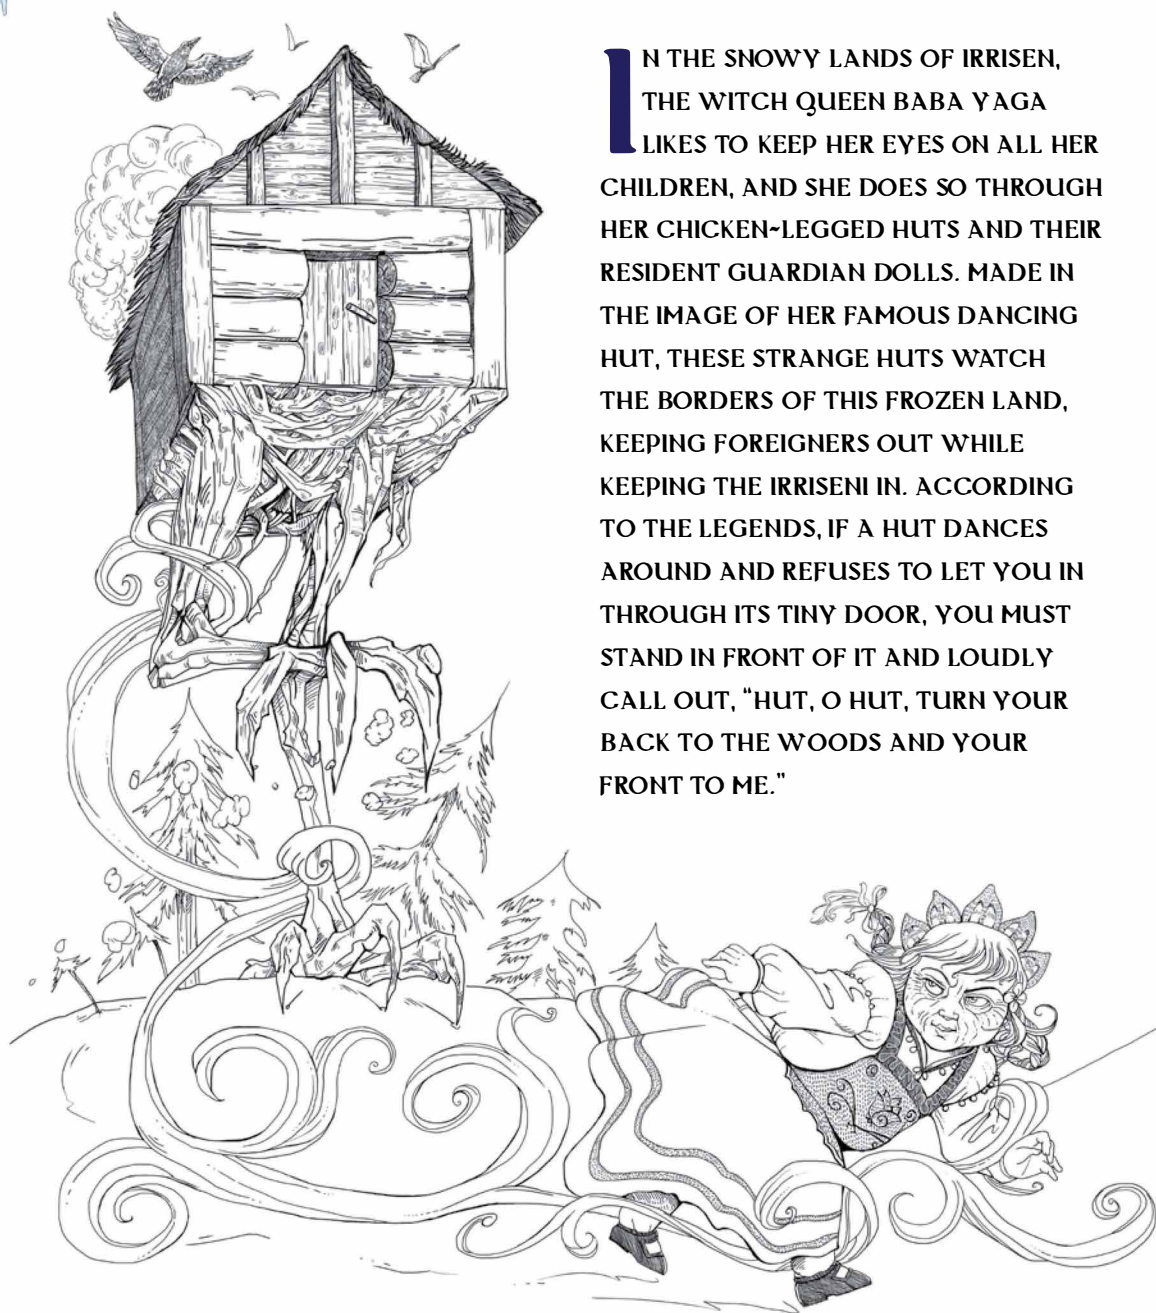 IN THE SNOWY LANDS OF IRRISEN,
THE WITCH QUEEN BABA YAGA
LIKES TO KEEP HER EYES ON ALL HER
CHILDREN, AND SHE DOES SO THROUGH
HER CHICKEN-LEGGED HUTS AND THEIR
RESIDENT GUARDIAN DOLLS. MADE IN
THE IMAGE OF HER FAMOUS DANCING
HUT, THESE STRANGE HUTS WATCH
THE BORDERS OF THIS FROZEN LAND,
KEEPING FOREIGNERS OUT WHILE
KEEPING THE IRRISENI IN. ACCORDING
TO THE LEGENDS, IF A HUT DANCES
AROUND AND REFUSES TO LET YOU IN
THROUGH ITS TINY DOOR, YOU MUST
STAND IN FRONT OF IT AND LOUDLY
CALL OUT, “HUT, O HUT, TURN YOUR
BACK TO THE WOODS AND YOUR
FRONT TO ME.”